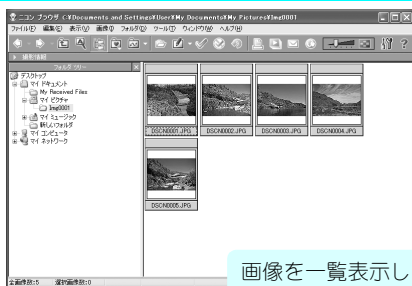 ニコン ブラウザ C:¥Documents and Settings¥User¥My Documents¥My Pictures¥Img0001
ファイル(F) 編集(E) 表示(V) 画像(I) フォルダ(D) ツール(T) ウィンドウ(W) ヘルプ(H)
撮影情報
フォルダ ツリー
デスクトップ
マイ ドキュメント
My Received Files
マイ ピクチャ
Img0001
マイ ミュージック
新しいフォルダ
マイ コンピュータ
マイ ネットワーク
DSCN0001.JPG DSCN0002.JPG DSCN0003.JPG DSCN0004.JPG
DSCN0005.JPG
画像を一覧表示し
全画像数:5 選択画像数:0